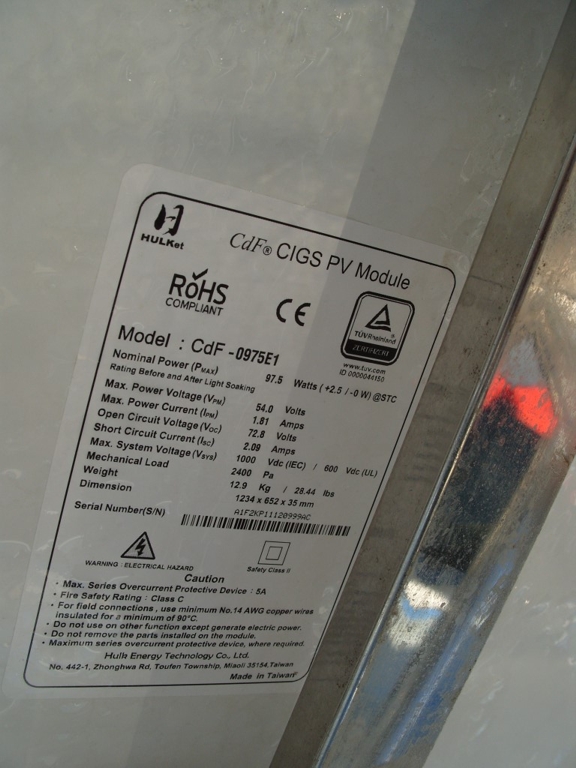 HULKet
CdF® CIGS PV Module
RoHS
COMPLIANT
CE
TÜVRheinland
ZERTIFIZIERT
www.tuv.com
ID 0000044150
Model : CdF -0975E1
Nominal Power (PMAX) 97.5 Watts ( +2.5 / -0 W) @STC
Rating Before and After Light Soaking
Max. Power Voltage (VPM) 54.0 Volts
Max. Power Current (IPM) 1.81 Amps
Open Circuit Voltage (VOC) 72.8 Volts
Short Circuit Current (ISC) 2.09 Amps
Max. System Voltage (VSYS) 1000 Vdc (IEC) / 600 Vdc (UL)
Mechanical Load 2400 Pa
Weight 12.9 Kg / 28.44 lbs
Dimension 1234 x 652 x 35 mm
Serial Number(S/N) A1F2KP11120999AC
WARNING : ELECTRICAL HAZARD
Safety Class II
Caution
• Max. Series Overcurrent Protective Device : 5A
• Fire Safety Rating : Class C
• For field connections , use minimum No.14 AWG copper wires
insulated for a minimum of 90°C.
• Do not use on other function except generate electric power.
• Do not remove the parts installed on the module.
• Maximum series overcurrent protective device, where required.
Hulk Energy Technology Co., Ltd.
No. 442-1, Zhonghwa Rd, Toufen Township, Miaoli 35154,Taiwan
Made in Taiwan